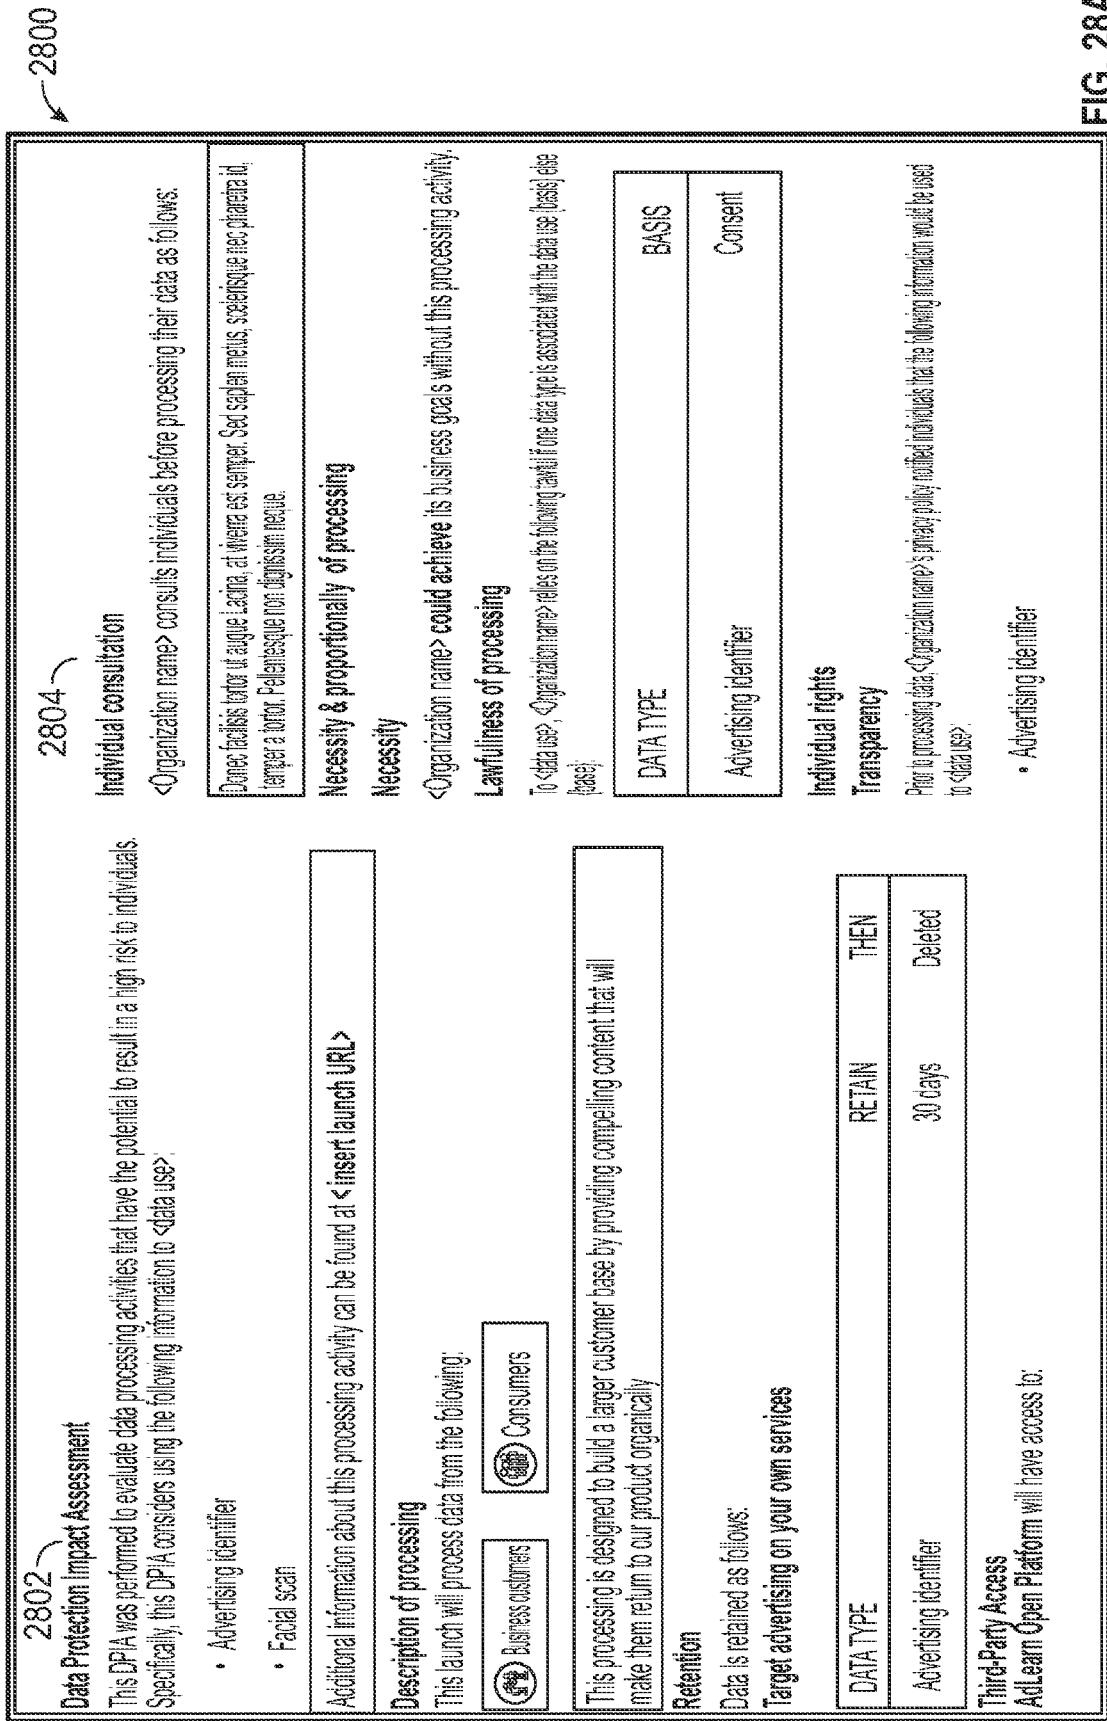 2800
2802
Data Protection Impact Assessment
This DPIA was performed to evaluate data processing activities that have the potential to result in a high risk to individuals.
Specifically, this DPIA considers using the following information to <data use>:
• Advertising identifier
• Facial scan
Additional information about this processing activity can be found at < insert launch URL>
Description of processing
This launch will process data from the following:
Business customers
Consumers
This processing is designed to build a larger customer base by providing compelling content that will
make them return to our product organically
Retention
Data is retained as follows:
Target advertising on your own services
DATA TYPE RETAIN THEN
Advertising identifier 30 days Deleted
Third-Party Access
AdLearn Open Platform will have access to:
2804
Individual consultation
<Organization name> consults individuals before processing their data as follows:
Donec facilisis tortor ut augue Lacina, at viverra est semper. Sed sapien metus, scelerisque nec pharetra id,
temper a tortor. Pellentesque non dignissim neque.
Necessity & proportionally of processing
Necessity
<Organization name> could achieve its business goals without this processing activity.
Lawfulness of processing
To <data use>, <Organization name> relies on the following lawful if one data type is associated with the data use (basis) else
(base):
DATA TYPE BASIS
Advertising identifier Consent
Individual rights
Transparency
Prior to processing data,<Organization name>'s privacy policy notified individuals that the following information would be used
to <data use>:
• Advertising identifier
FIG. 28A